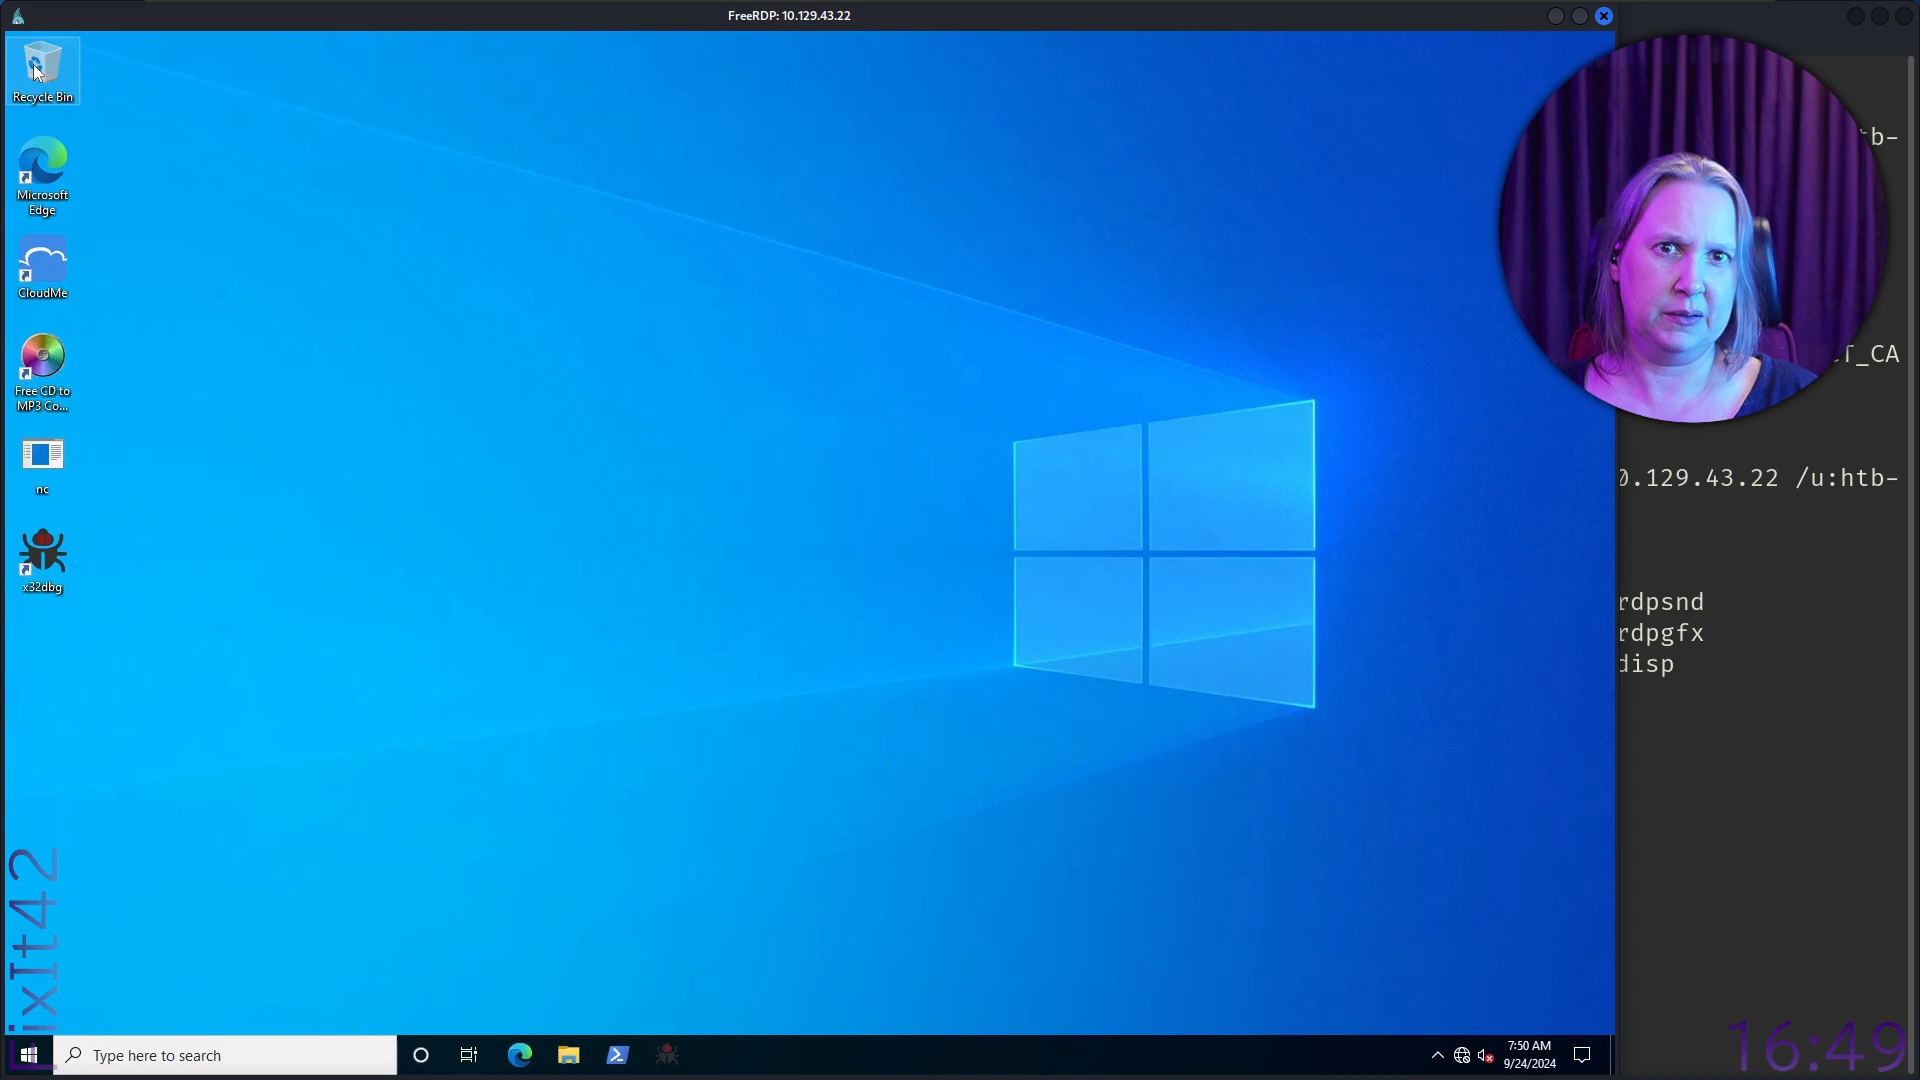 FreeRDP: 10.129.43.22
Recycle Bin
Microsoft
Edge
CloudMe
Free CD to
MP3 Co...
nc
x32dbg
tb-
T_CA
0.129.43.22 /u:htb-
rdpsnd
rdpgfx
disp
FixIt42
Type here to search
7:50 AM
9/24/2024
16:49